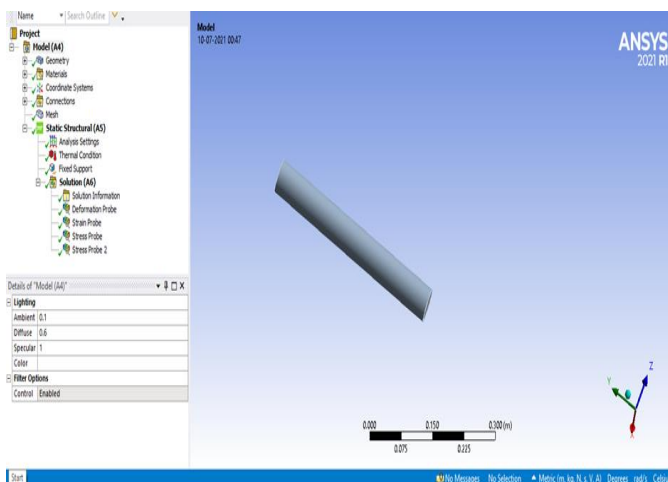 Name Search Outline
Project
Model (A4)
Geometry
Materials
Coordinate Systems
Connections
Mesh
Static Structural (A5)
Analysis Settings
Thermal Condition
Fixed Support
Solution (A6)
Solution Information
Deformation Probe
Strain Probe
Stress Probe
Stress Probe 2
Details of "Model (A4)"
Lighting
Ambient 0.1
Diffuse 0.6
Specular 1
Color
Filter Options
Control Enabled
Model
10-07-2021 00:47
ANSYS
2021 R1
0.000 0.150 0.300 (m)
0.075 0.225
Z
Y
X
Start
No Messages No Selection Metric (m, kg, N, s, V, A) Degrees rad/s Celsi